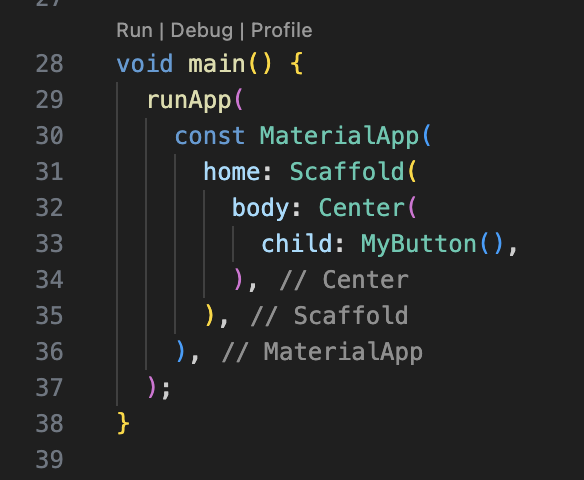 27
Run | Debug | Profile
28 void main() {
29 runApp(
30 const MaterialApp(
31 home: Scaffold(
32 body: Center(
33 child: MyButton(),
34 ), // Center
35 ), // Scaffold
36 ), // MaterialApp
37 );
38 }
39